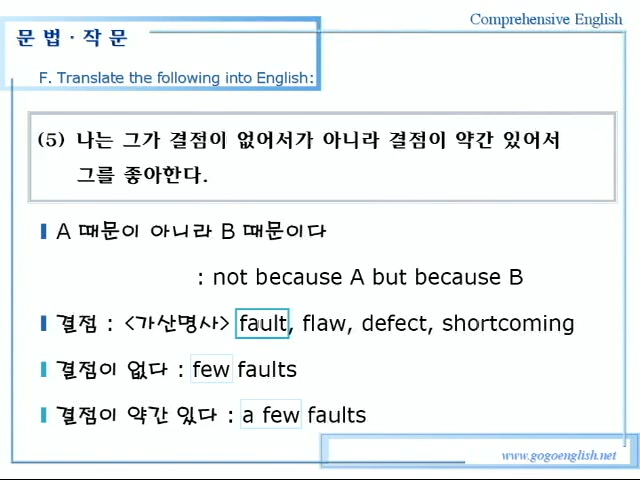 Comprehensive English
문 법 · 작 문
F. Translate the following into English:
(5) 나는 그가 결점이 없어서가 아니라 결점이 약간 있어서
그를 좋아한다.
A 때문이 아니라 B 때문이다
: not because A but because B
결점 : <가산명사> fault, flaw, defect, shortcoming
결점이 없다 : few faults
결점이 약간 있다 : a few faults
www.gogoenglish.net